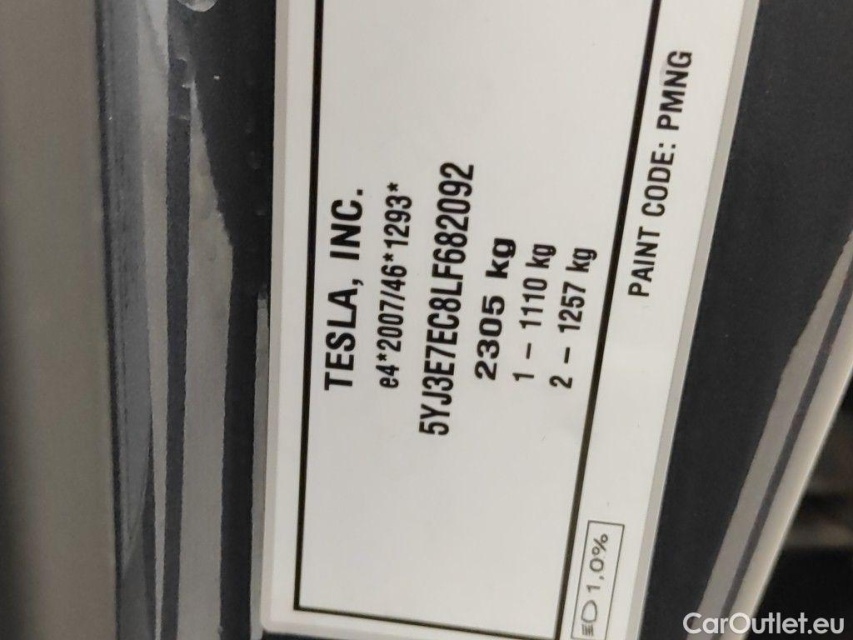 TESLA, INC.
e4*2007/46*1293*
5YJ3E7EC8LF682092
2305 kg
1 – 1110 kg
2 – 1257 kg
1,0%
PAINT CODE: PMNG
CarOutlet.eu